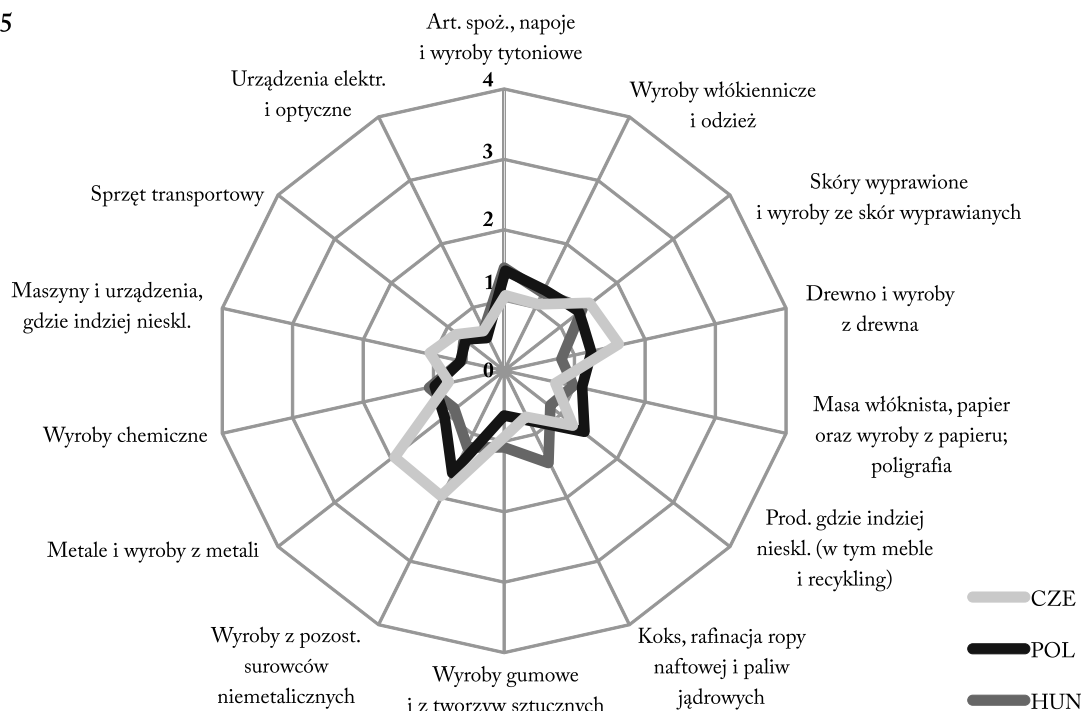 5
Art. spoż., napoje
i wyroby tytoniowe
Wyroby włókiennicze
i odzież
Skóry wyprawione
i wyroby ze skór wyprawianych
Drewno i wyroby
z drewna
Masa włóknista, papier
oraz wyroby z papieru;
poligrafia
Prod. gdzie indziej
nieskl. (w tym meble
i recykling)
Koks, rafinacja ropy
naftowej i paliw
jądrowych
Wyroby gumowe
i z tworzyw sztucznych
Wyroby z pozost.
surowców
niemetalicznych
Metale i wyroby z metali
Wyroby chemiczne
Maszyny i urządzenia,
gdzie indziej nieskl.
Sprzęt transportowy
Urządzenia elektr.
i optyczne
4
3
2
1
0
CZE
POL
HUN